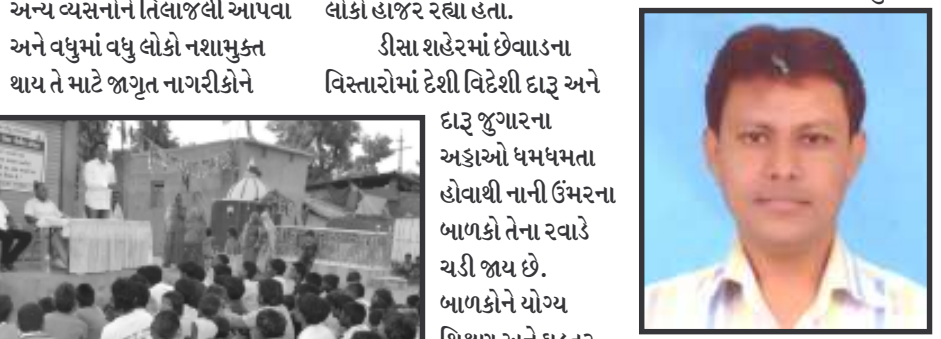 અન્ય વ્યસનોને તિલાંજલી આપવા
અને વધુમાં વધુ લોકો નશામુક્ત
થાય તે માટે જાગૃત નાગરીકોને
લોકો હાજર રહ્યા હતા.
ડીસા શહેરમાં છેવાાડના
વિસ્તારોમાં દેશી વિદેશી દારૂ અને
દારૂ જુગારના
અડ્ડાઓ ધમધમતા
હોવાથી નાની ઉંમરના
બાળકો તેના રવાડે
ચડી જાય છે.
બાળકોને યોગ્ય